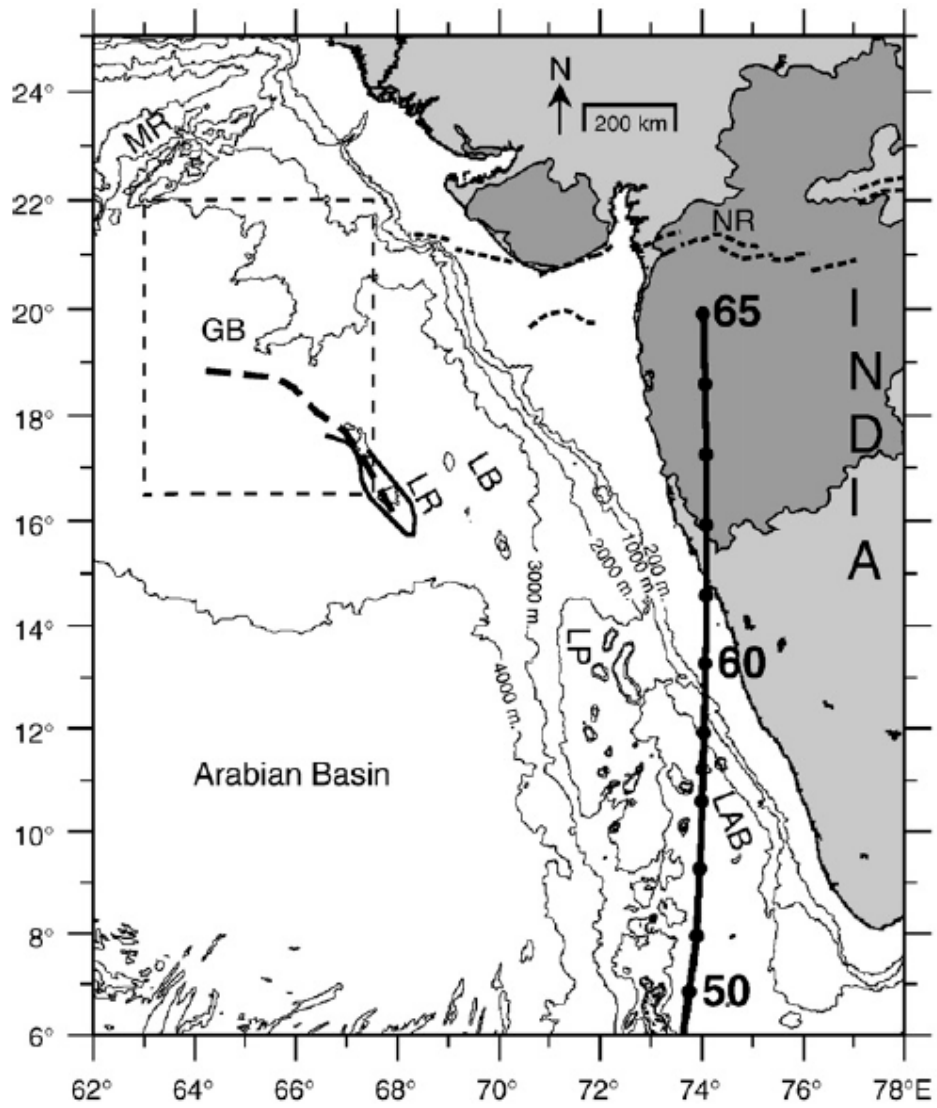 24°
22°
20°
18°
16°
14°
12°
10°
8°
6°
62°
64°
66°
68°
70°
72°
74°
76°
78°E
N
200 km
MR
NR
GB
LR
LB
LP
LAB
65
60
50
INDIA
200 m.
1000 m.
2000 m.
3000 m.
4000 m.
Arabian Basin